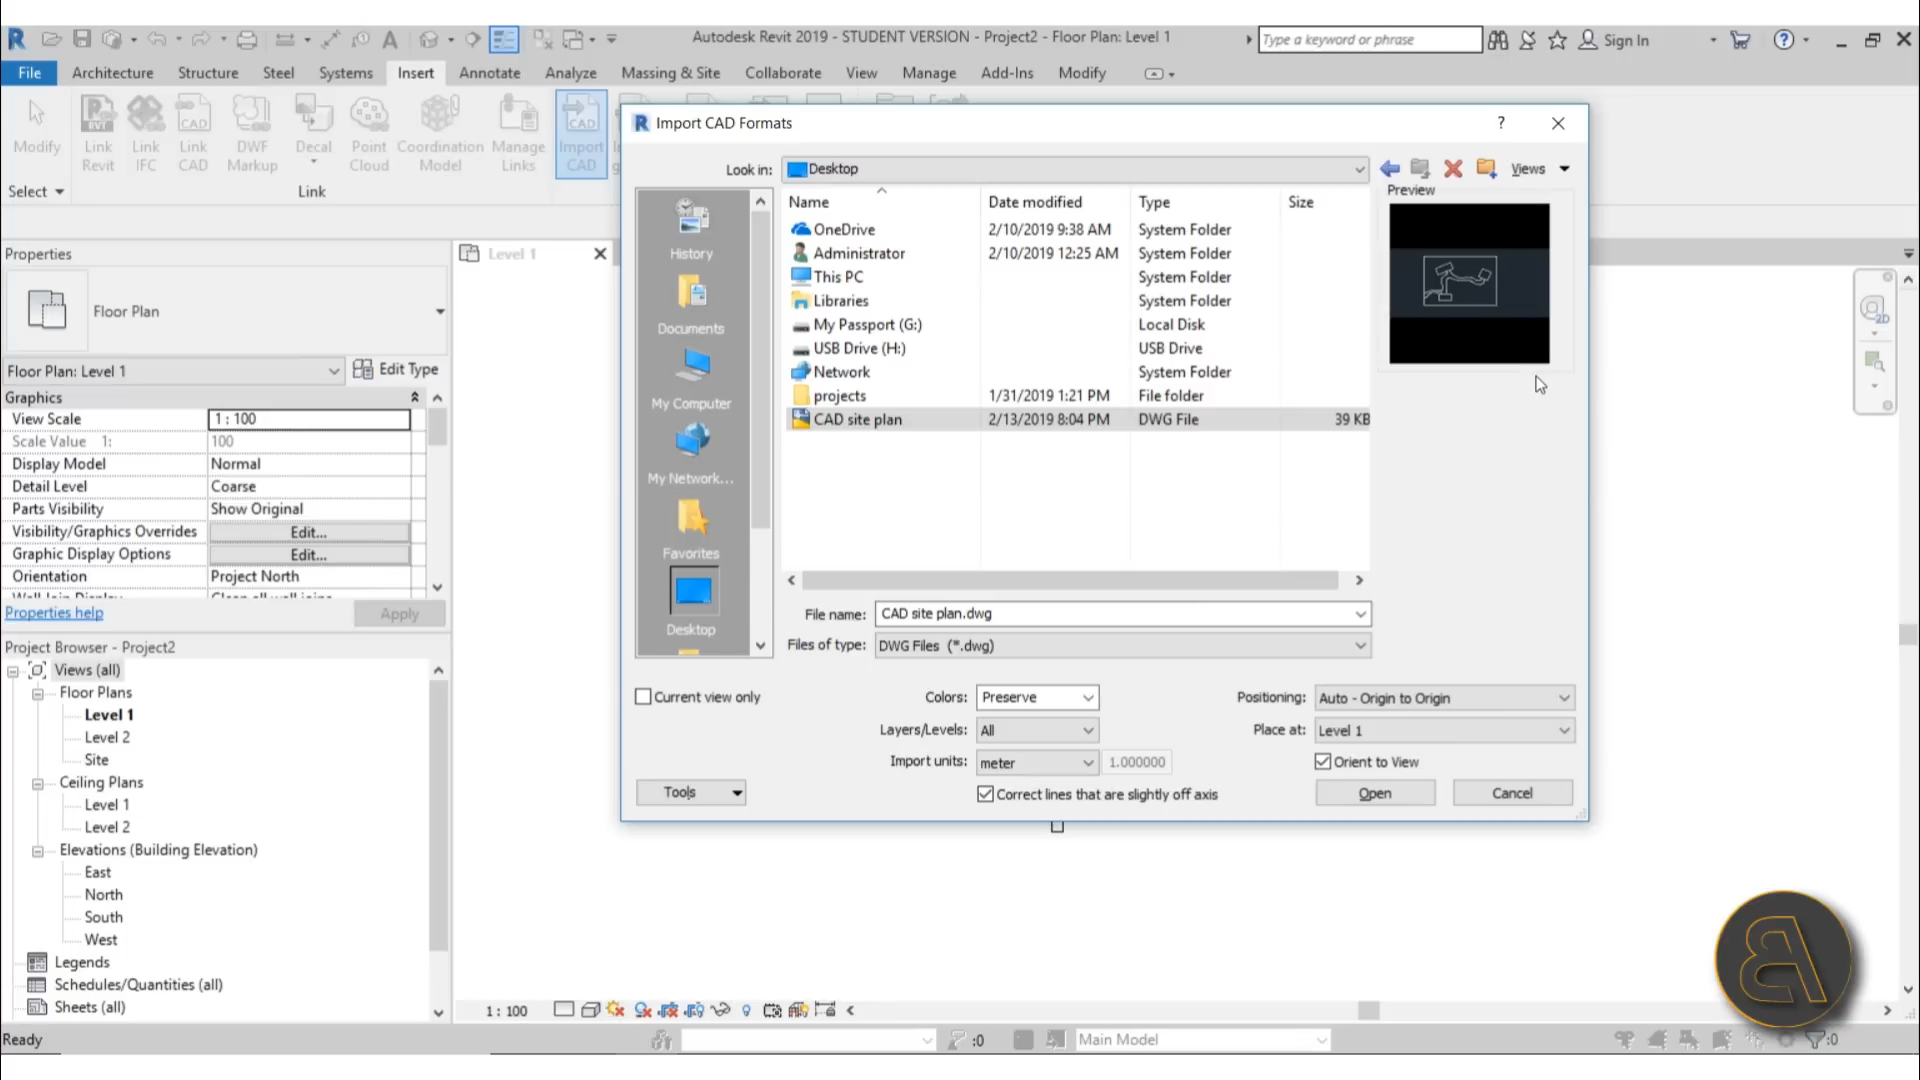 Autodesk Revit 2019 - STUDENT VERSION - Project2 - Floor Plan: Level 1
Type a keyword or phrase
Sign In
File Architecture Structure Steel Systems Insert Annotate Analyze Massing & Site Collaborate View Manage Add-Ins Modify
Modify
Link Revit
Link IFC
Link CAD
DWF Markup
Decal
Point Cloud
Coordination Model
Manage Links
Import CAD
Select
Link
Properties
Floor Plan
Floor Plan: Level 1
Edit Type
Graphics
View Scale 1 : 100
Scale Value 1: 100
Display Model Normal
Detail Level Coarse
Parts Visibility Show Original
Visibility/Graphics Overrides Edit...
Graphic Display Options Edit...
Orientation Project North
Properties help
Apply
Project Browser - Project2
Views (all)
Floor Plans
Level 1
Level 2
Site
Ceiling Plans
Level 1
Level 2
Elevations (Building Elevation)
East
North
South
West
Legends
Schedules/Quantities (all)
Sheets (all)
Ready
Level 1
Import CAD Formats
Look in: Desktop
Views
Preview
History
Documents
My Computer
My Network...
Favorites
Desktop
Name Date modified Type Size
OneDrive 2/10/2019 9:38 AM System Folder
Administrator 2/10/2019 12:25 AM System Folder
This PC System Folder
Libraries System Folder
My Passport (G:) Local Disk
USB Drive (H:) USB Drive
Network System Folder
projects 1/31/2019 1:21 PM File folder
CAD site plan 2/13/2019 8:04 PM DWG File 39 KB
File name: CAD site plan.dwg
Files of type: DWG Files (*.dwg)
Current view only
Colors: Preserve
Layers/Levels: All
Import units: meter 1.000000
Correct lines that are slightly off axis
Positioning: Auto - Origin to Origin
Place at: Level 1
Orient to View
Tools
Open
Cancel
1 : 100
:0
Main Model
:0
2D